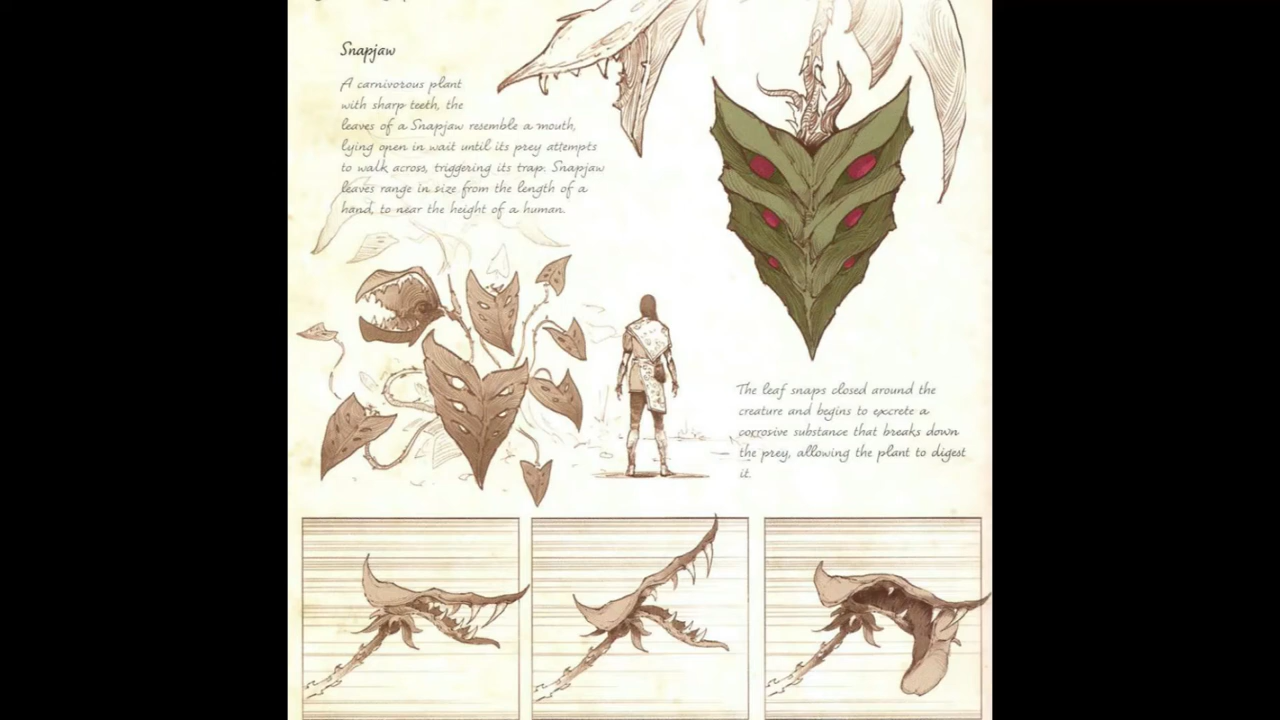 Snapjaw
A carnivorous plant
with sharp teeth, the
leaves of a Snapjaw resemble a mouth,
lying open in wait until its prey attempts
to walk across, triggering its trap. Snapjaw
leaves range in size from the length of a
hand, to near the height of a human.
The leaf snaps closed around the
creature and begins to excrete a
corrosive substance that breaks down
the prey, allowing the plant to digest
it.